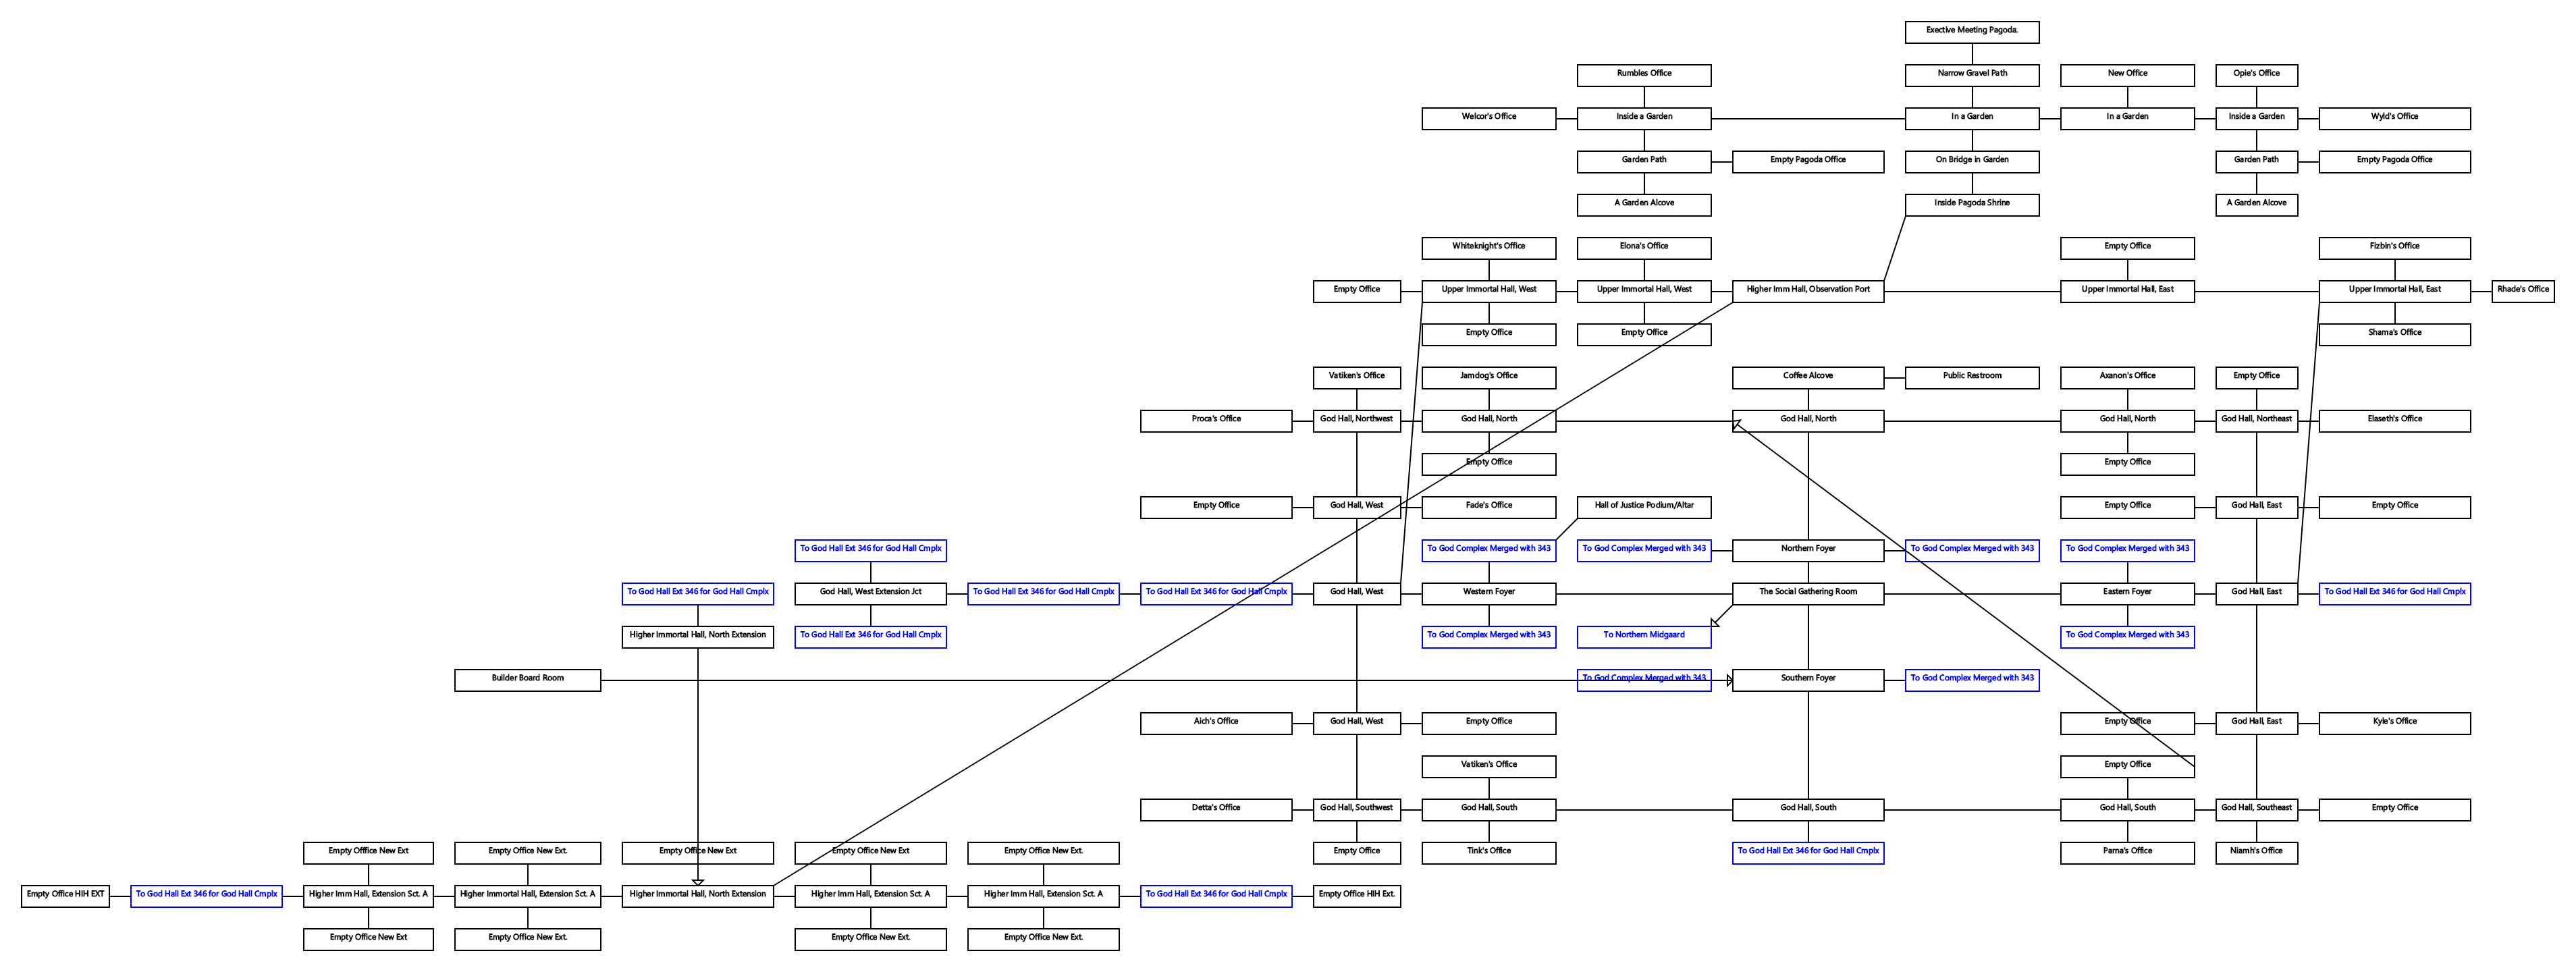 Exective Meeting Pagoda.
Rumbles Office
Narrow Gravel Path
New Office
Opie's Office
Welcor's Office
Inside a Garden
In a Garden
In a Garden
Inside a Garden
Wyld's Office
Garden Path
Empty Pagoda Office
On Bridge in Garden
Garden Path
Empty Pagoda Office
A Garden Alcove
Inside Pagoda Shrine
A Garden Alcove
Whiteknight's Office
Elona's Office
Empty Office
Fizbin's Office
Empty Office
Upper Immortal Hall, West
Upper Immortal Hall, West
Higher Imm Hall, Observation Port
Upper Immortal Hall, East
Upper Immortal Hall, East
Rhade's Office
Empty Office
Empty Office
Shama's Office
Vatiken's Office
Jamdog's Office
Coffee Alcove
Public Restroom
Axanon's Office
Empty Office
Proca's Office
God Hall, Northwest
God Hall, North
God Hall, North
God Hall, North
God Hall, Northeast
Elaseth's Office
Empty Office
Empty Office
Empty Office
God Hall, West
Fade's Office
Hall of Justice Podium/Altar
Empty Office
God Hall, East
Empty Office
To God Hall Ext 346 for God Hall Cmplx
To God Complex Merged with 343
To God Complex Merged with 343
Northern Foyer
To God Complex Merged with 343
To God Complex Merged with 343
To God Hall Ext 346 for God Hall Cmplx
God Hall, West Extension Jct
To God Hall Ext 346 for God Hall Cmplx
To God Hall Ext 346 for God Hall Cmplx
God Hall, West
Western Foyer
The Social Gathering Room
Eastern Foyer
God Hall, East
To God Hall Ext 346 for God Hall Cmplx
Higher Immortal Hall, North Extension
To God Hall Ext 346 for God Hall Cmplx
To God Complex Merged with 343
To Northern Midgaard
To God Complex Merged with 343
Builder Board Room
To God Complex Merged with 343
Southern Foyer
To God Complex Merged with 343
Aich's Office
God Hall, West
Empty Office
Empty Office
God Hall, East
Kyle's Office
Vatiken's Office
Empty Office
Detta's Office
God Hall, Southwest
God Hall, South
God Hall, South
God Hall, South
God Hall, Southeast
Empty Office
Empty Offfice New Ext
Empty Office New Ext.
Empty Office New Ext
Empty Office New Ext
Empty Office New Ext.
Empty Office
Tink's Office
To God Hall Ext 346 for God Hall Cmplx
Parna's Office
Niamh's Office
Empty Office HIH EXT
To God Hall Ext 346 for God Hall Cmplx
Higher Imm Hall, Extension Sct. A
Higher Immortal Hall, Extension Sct. A
Higher Immortal Hall, North Extension
Higher Imm Hall, Extension Sct. A
Higher Imm Hall, Extension Sct. A
To God Hall Ext 346 for God Hall Cmplx
Empty Office HIH Ext.
Empty Office New Ext
Empty Office New Ext.
Empty Office New Ext.
Empty Office New Ext.